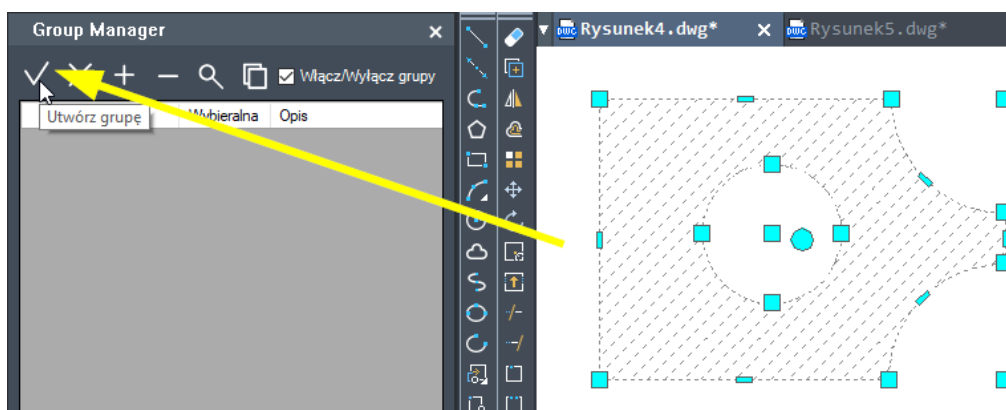 Group Manager
Rysunek4.dwg*
Rysunek5.dwg*
Włącz/Wyłącz grupy
Utwórz grupę
Wybieralna
Opis